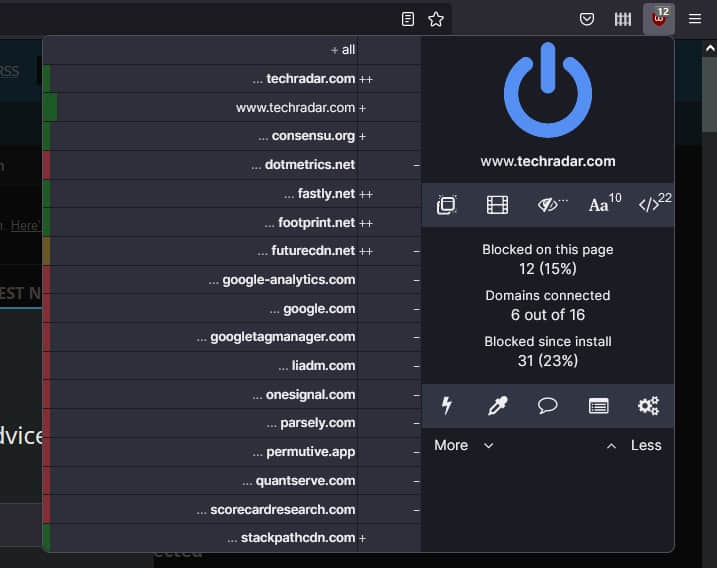 12
RSS
+ all
... techradar.com ++
www.techradar.com +
... consensu.org +
... dotmetrics.net –
... fastly.net ++
... footprint.net ++
... futurecdn.net ++ –
... google-analytics.com –
... google.com –
... googletagmanager.com –
... liadm.com –
... onesignal.com –
... parsely.com –
... permutive.app –
... quantserve.com –
... scorecardresearch.com –
... stackpathcdn.com +
www.techradar.com
... Aa 10 </> 22
Blocked on this page
12 (15%)
Domains connected
6 out of 16
Blocked since install
31 (23%)
More Less
n. Here'
EST N
dvice
ected